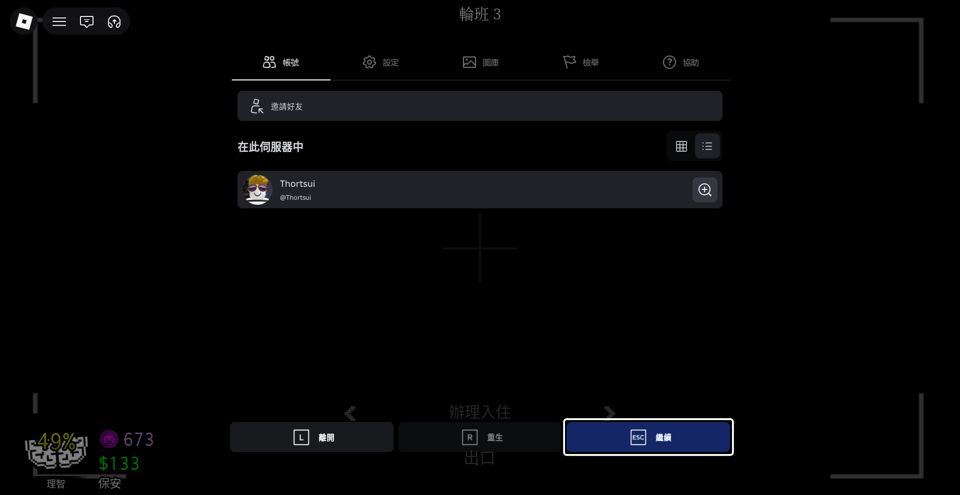 輪班 3
帳號
設定
圖庫
檢舉
協助
邀請好友
在此伺服器中
Thortsui
@Thortsui
辦理入住
L 離開
R 重生
ESC 繼續
出口
49%
673
$133
理智
保安